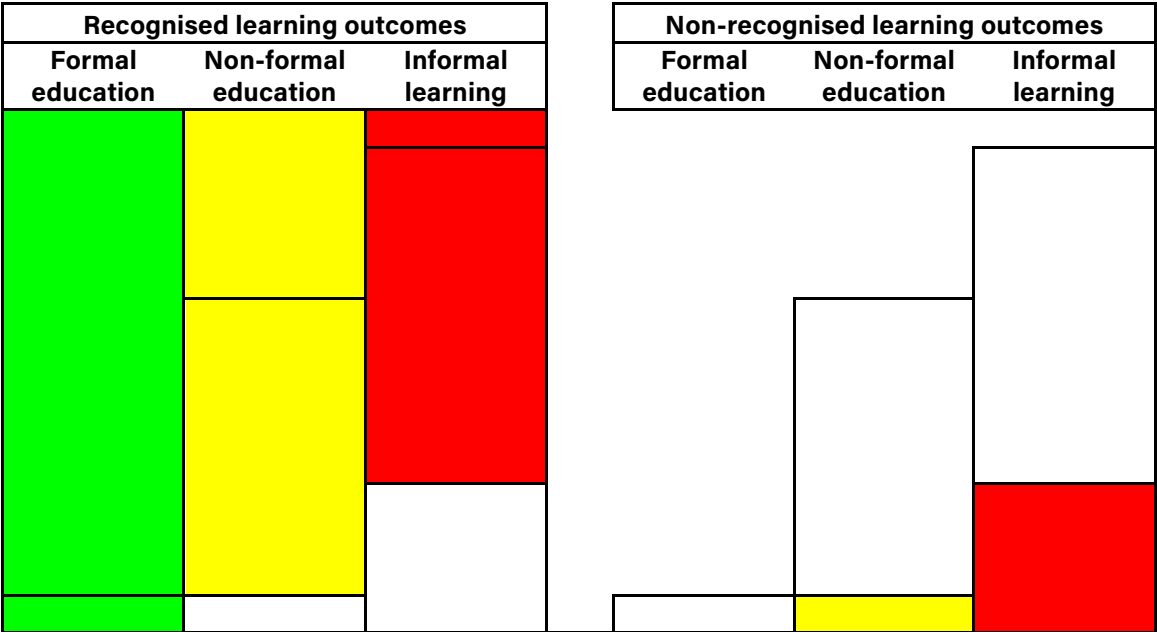 Recognised learning outcomes
Formal education
Non-formal education
Informal learning
Non-recognised learning outcomes
Formal education
Non-formal education
Informal learning